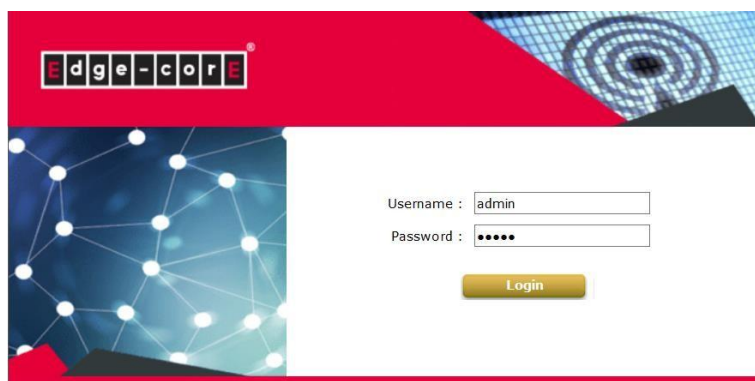 Edge-corE®
Username : admin
Password : •••••
Login